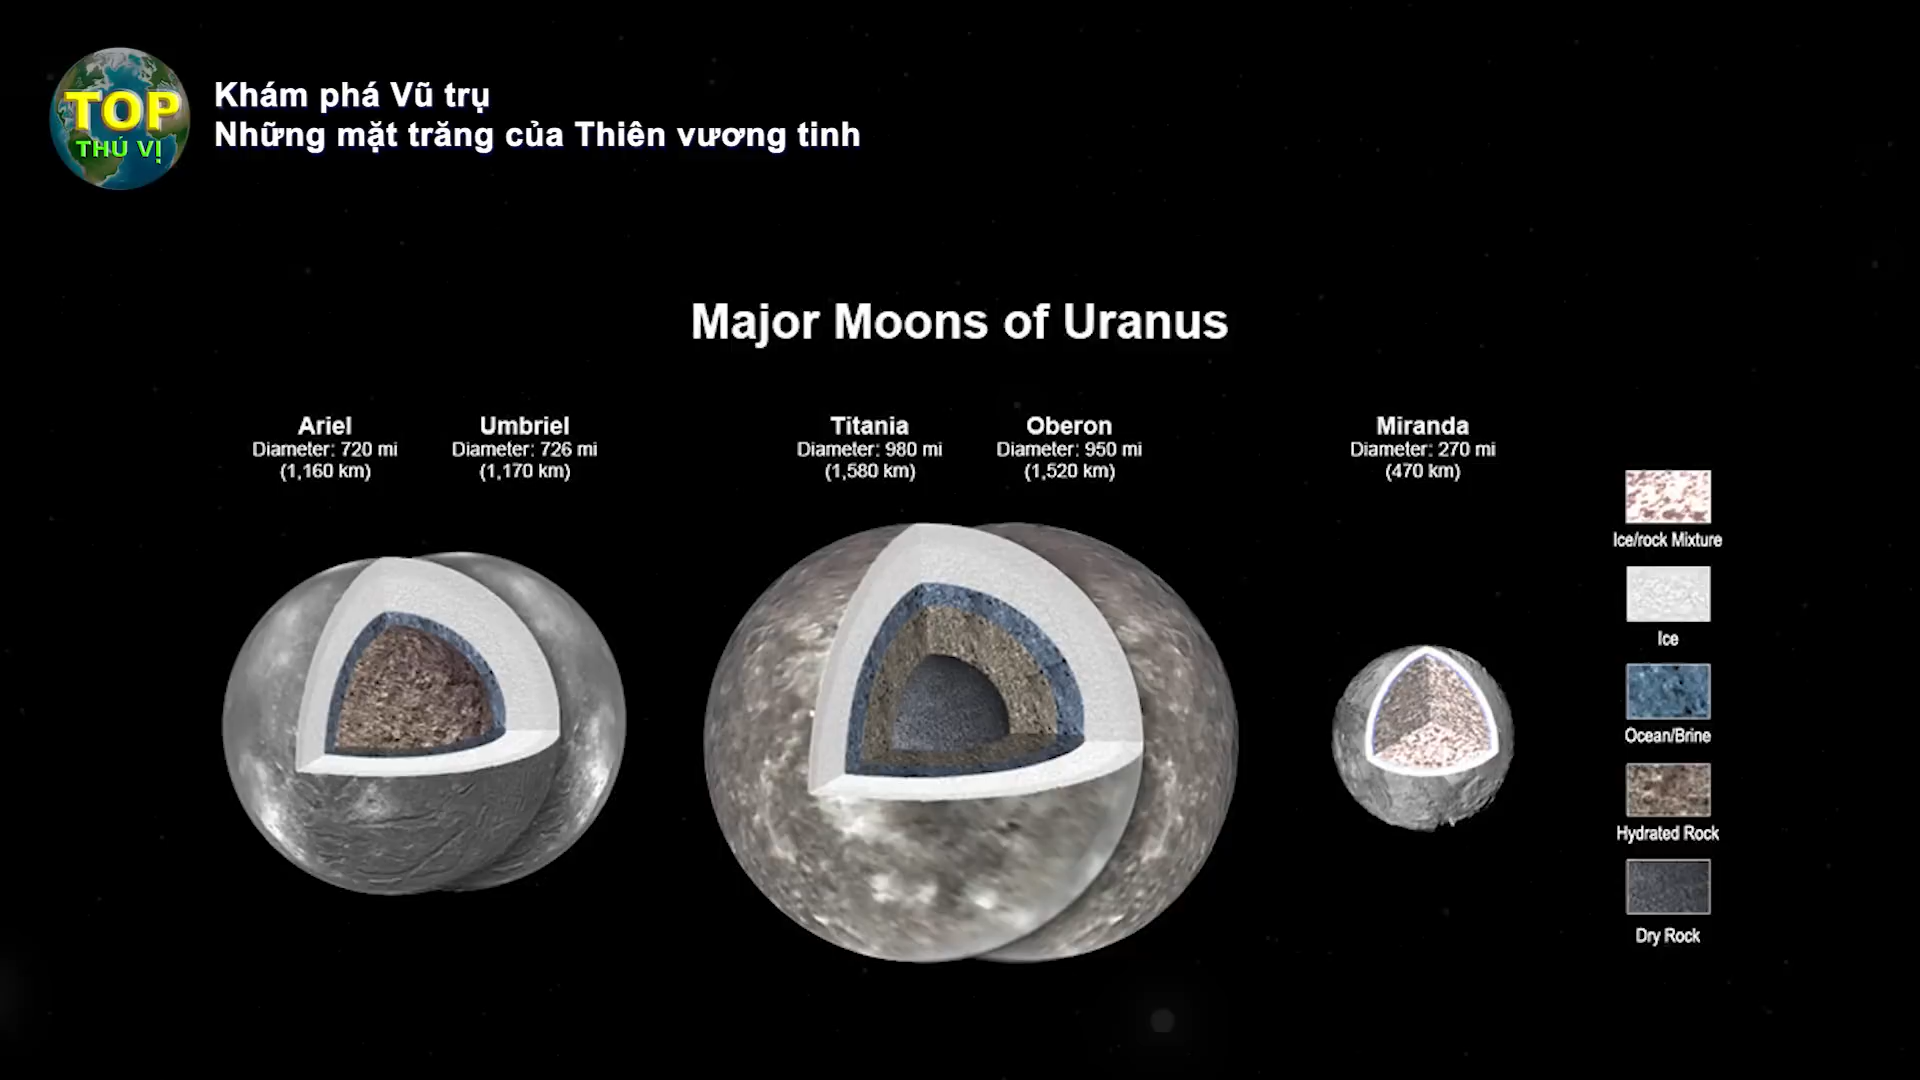 TOP
THÚ VỊ
Khám phá Vũ trụ
Những mặt trăng của Thiên vương tinh
Major Moons of Uranus
Ariel
Diameter: 720 mi
(1,160 km)
Umbriel
Diameter: 726 mi
(1,170 km)
Titania
Diameter: 980 mi
(1,580 km)
Oberon
Diameter: 950 mi
(1,520 km)
Miranda
Diameter: 270 mi
(470 km)
Ice/rock Mixture
Ice
Ocean/Brine
Hydrated Rock
Dry Rock